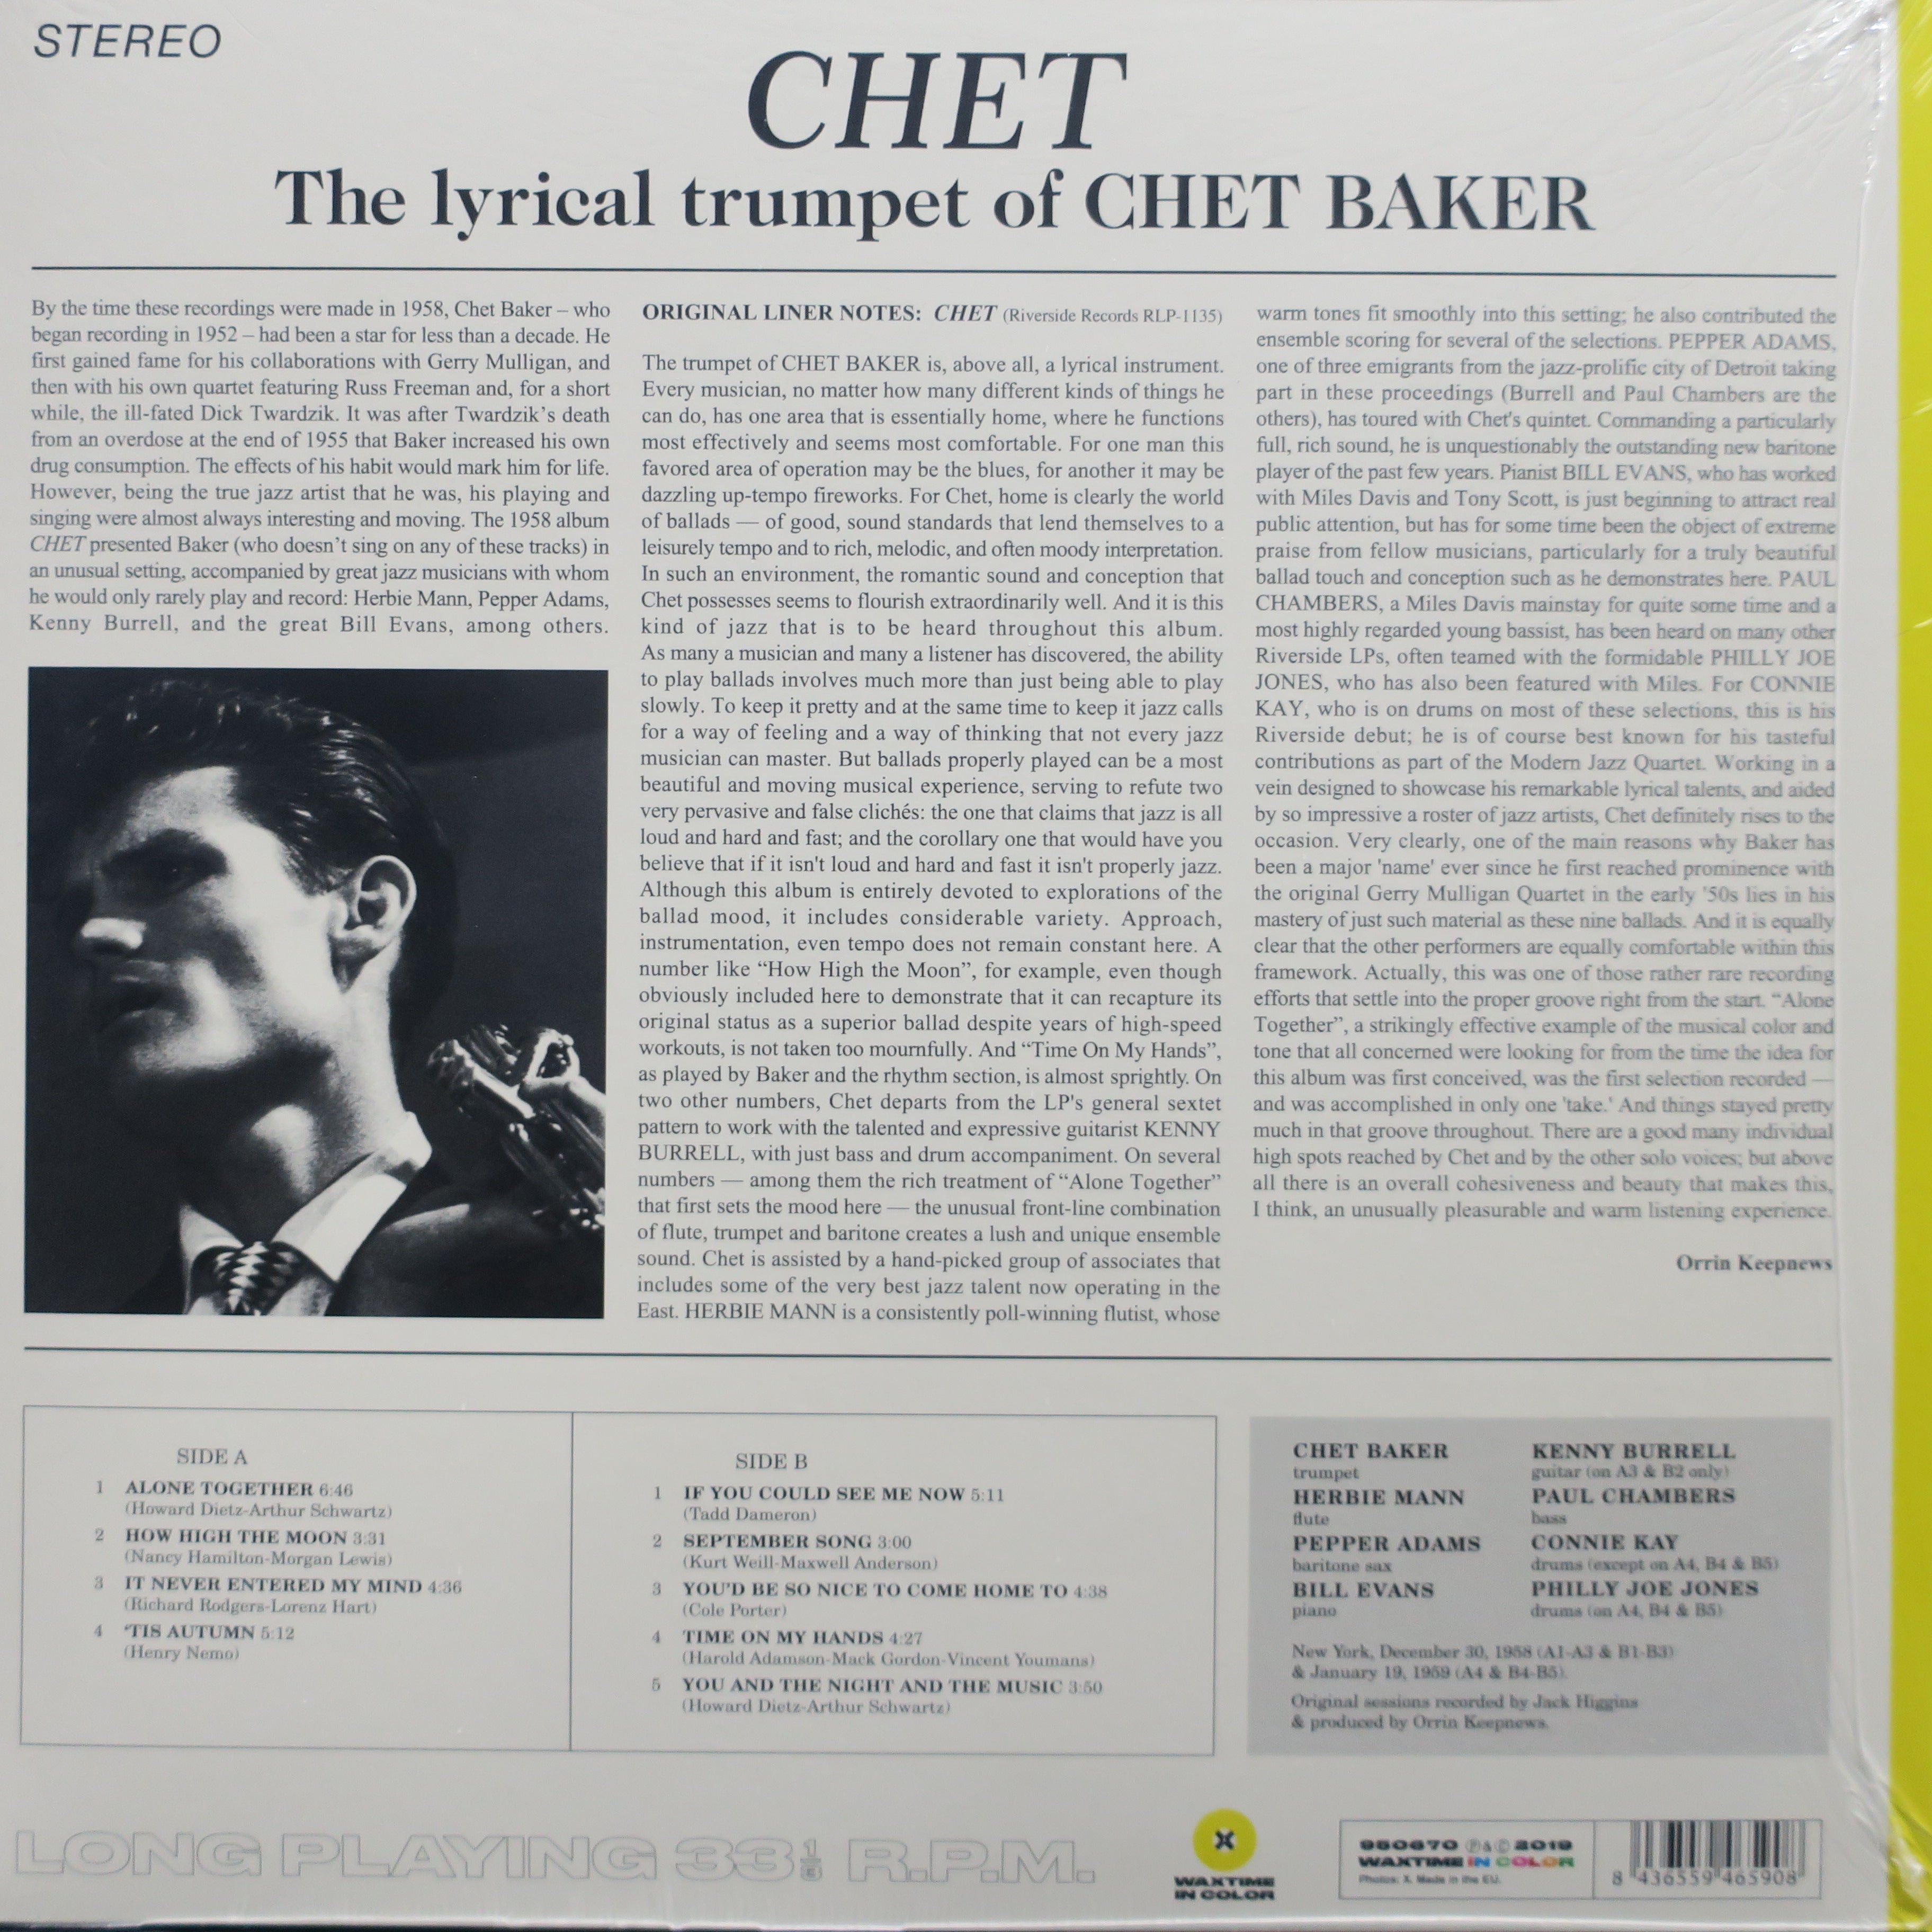 STEREO
CHET
The lyrical trumpet of CHET BAKER
By the time these recordings were made in 1958, Chet Baker – who
began recording in 1952 – had been a star for less than a decade. He
first gained fame for his collaborations with Gerry Mulligan, and
then with his own quartet featuring Russ Freeman and, for a short
while, the ill-fated Dick Twardzik. It was after Twardzik’s death
from an overdose at the end of 1955 that Baker increased his own
drug consumption. The effects of his habit would mark him for life.
However, being the true jazz artist that he was, his playing and
singing were almost always interesting and moving. The 1958 album
CHET presented Baker (who doesn’t sing on any of these tracks) in
an unusual setting, accompanied by great jazz musicians with whom
he would only rarely play and record: Herbie Mann, Pepper Adams,
Kenny Burrell, and the great Bill Evans, among others.
ORIGINAL LINER NOTES: CHET (Riverside Records RLP-1135)
The trumpet of CHET BAKER is, above all, a lyrical instrument.
Every musician, no matter how many different kinds of things he
can do, has one area that is essentially home, where he functions
most effectively and seems most comfortable. For one man this
favored area of operation may be the blues, for another it may be
dazzling up-tempo fireworks. For Chet, home is clearly the world
of ballads — of good, sound standards that lend themselves to a
leisurely tempo and to rich, melodic, and often moody interpretation.
In such an environment, the romantic sound and conception that
Chet possesses seems to flourish extraordinarily well. And it is this
kind of jazz that is to be heard throughout this album.
As many a musician and many a listener has discovered, the ability
to play ballads involves much more than just being able to play
slowly. To keep it pretty and at the same time to keep it jazz calls
for a way of feeling and a way of thinking that not every jazz
musician can master. But ballads properly played can be a most
beautiful and moving musical experience, serving to refute two
very pervasive and false clichés: the one that claims that jazz is all
loud and hard and fast; and the corollary one that would have you
believe that if it isn't loud and hard and fast it isn't properly jazz.
Although this album is entirely devoted to explorations of the
ballad mood, it includes considerable variety. Approach,
instrumentation, even tempo does not remain constant here. A
number like “How High the Moon”, for example, even though
obviously included here to demonstrate that it can recapture its
original status as a superior ballad despite years of high-speed
workouts, is not taken too mournfully. And “Time On My Hands”,
as played by Baker and the rhythm section, is almost sprightly. On
two other numbers, Chet departs from the LP's general sextet
pattern to work with the talented and expressive guitarist KENNY
BURRELL, with just bass and drum accompaniment. On several
numbers — among them the rich treatment of “Alone Together”
that first sets the mood here — the unusual front-line combination
of flute, trumpet and baritone creates a lush and unique ensemble
sound. Chet is assisted by a hand-picked group of associates that
includes some of the very best jazz talent now operating in the
East. HERBIE MANN is a consistently poll-winning flutist, whose
warm tones fit smoothly into this setting; he also contributed the
ensemble scoring for several of the selections. PEPPER ADAMS,
one of three emigrants from the jazz-prolific city of Detroit taking
part in these proceedings (Burrell and Paul Chambers are the
others), has toured with Chet's quintet. Commanding a particularly
full, rich sound, he is unquestionably the outstanding new baritone
player of the past few years. Pianist BILL EVANS, who has worked
with Miles Davis and Tony Scott, is just beginning to attract real
public attention, but has for some time been the object of extreme
praise from fellow musicians, particularly for a truly beautiful
ballad touch and conception such as he demonstrates here. PAUL
CHAMBERS, a Miles Davis mainstay for quite some time and a
most highly regarded young bassist, has been heard on many other
Riverside LPs, often teamed with the formidable PHILLY JOE
JONES, who has also been featured with Miles. For CONNIE
KAY, who is on drums on most of these selections, this is his
Riverside debut; he is of course best known for his tasteful
contributions as part of the Modern Jazz Quartet. Working in a
vein designed to showcase his remarkable lyrical talents, and aided
by so impressive a roster of jazz artists, Chet definitely rises to the
occasion. Very clearly, one of the main reasons why Baker has
been a major 'name' ever since he first reached prominence with
the original Gerry Mulligan Quartet in the early '50s lies in his
mastery of just such material as these nine ballads. And it is equally
clear that the other performers are equally comfortable within this
framework. Actually, this was one of those rather rare recording
efforts that settle into the proper groove right from the start. “Alone
Together”, a strikingly effective example of the musical color and
tone that all concerned were looking for from the time the idea for
this album was first conceived, was the first selection recorded —
and was accomplished in only one 'take.' And things stayed pretty
much in that groove throughout. There are a good many individual
high spots reached by Chet and by the other solo voices; but above
all there is an overall cohesiveness and beauty that makes this,
I think, an unusually pleasurable and warm listening experience.
Orrin Keepnews
SIDE A
1 ALONE TOGETHER 6:46
(Howard Dietz-Arthur Schwartz)
2 HOW HIGH THE MOON 3:31
(Nancy Hamilton-Morgan Lewis)
3 IT NEVER ENTERED MY MIND 4:36
(Richard Rodgers-Lorenz Hart)
4 'TIS AUTUMN 5:12
(Henry Nemo)
SIDE B
1 IF YOU COULD SEE ME NOW 5:11
(Tadd Dameron)
2 SEPTEMBER SONG 3:00
(Kurt Weill-Maxwell Anderson)
3 YOU'D BE SO NICE TO COME HOME TO 4:38
(Cole Porter)
4 TIME ON MY HANDS 4:27
(Harold Adamson-Mack Gordon-Vincent Youmans)
5 YOU AND THE NIGHT AND THE MUSIC 3:50
(Howard Dietz-Arthur Schwartz)
CHET BAKER
trumpet
HERBIE MANN
flute
PEPPER ADAMS
baritone sax
BILL EVANS
piano
KENNY BURRELL
guitar (on A3 & B2 only)
PAUL CHAMBERS
bass
CONNIE KAY
drums (except on A4, B4 & B5)
PHILLY JOE JONES
drums (on A4, B4 & B5)
New York, December 30, 1958 (A1-A3 & B1-B3)
& January 19, 1959 (A4 & B4-B5).
Original sessions recorded by Jack Higgins
& produced by Orrin Keepnews.
LONG PLAYING 33⅓ R.P.M.
WAXTIME
IN COLOR
950670 ℗&© 2019
WAXTIME IN COLOR
Photos: X. Made in the EU.
8 436559 465908